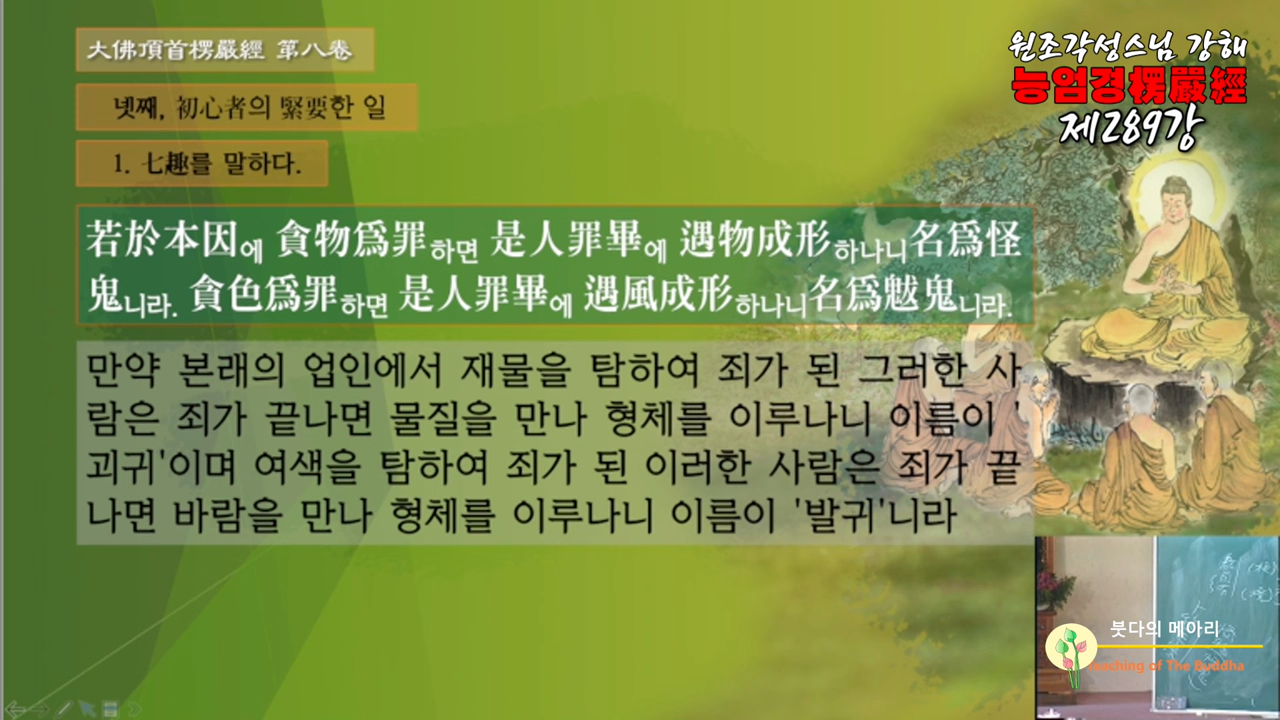 大佛頂首楞嚴經 第八卷
넷째, 初心者의 緊要한 일
1. 七趣를 말하다.
若於本因에 貪物爲罪하면 是人罪畢에 遇物成形하나니名爲怪
鬼니라. 貪色爲罪하면 是人罪畢에 遇風成形하나니名爲魃鬼니라.
만약 본래의 업인에서 재물을 탐하여 죄가 된 그러한 사
람은 죄가 끝나면 물질을 만나 형체를 이루나니 이름이 '
괴귀'이며 여색을 탐하여 죄가 된 이러한 사람은 죄가 끝
나면 바람을 만나 형체를 이루나니 이름이 '발귀'니라
원조각성스님 강해
능엄경楞嚴經
제289강
붓다의 메아리
Teaching of The Buddha